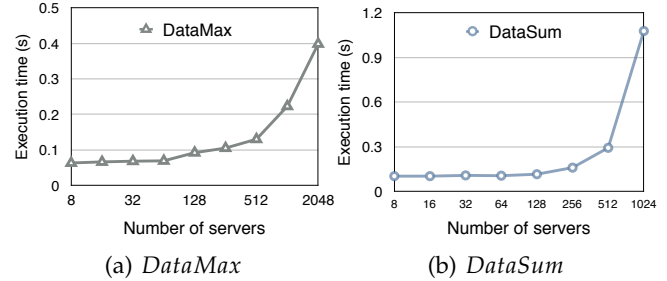 0.5
0.4
0.3
0.2
0.1
0
Execution time (s)
DataMax
8 32 128 512 2048
Number of servers
(a) DataMax
1.2
0.9
0.6
0.3
0
Execution time (s)
DataSum
8 16 32 64 128 256 512 1024
Number of servers
(b) DataSum